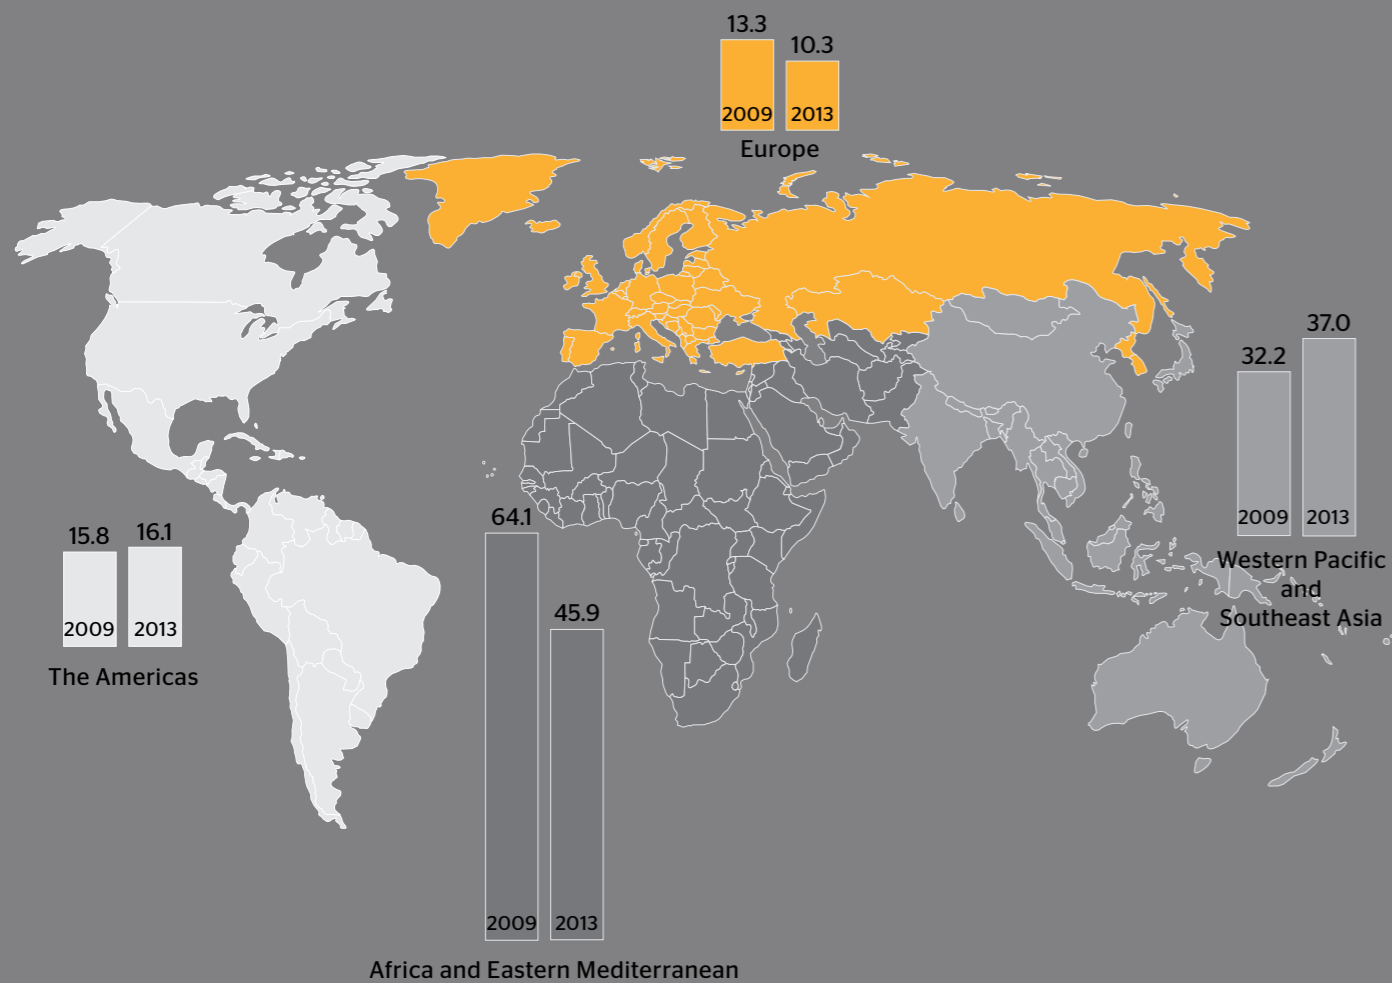 13.3
10.3
2009
2013
Europe
37.0
32.2
2009
2013
Western Pacific
and
Southeast Asia
15.8
16.1
2009
2013
The Americas
64.1
45.9
2009
2013
Africa and Eastern Mediterranean